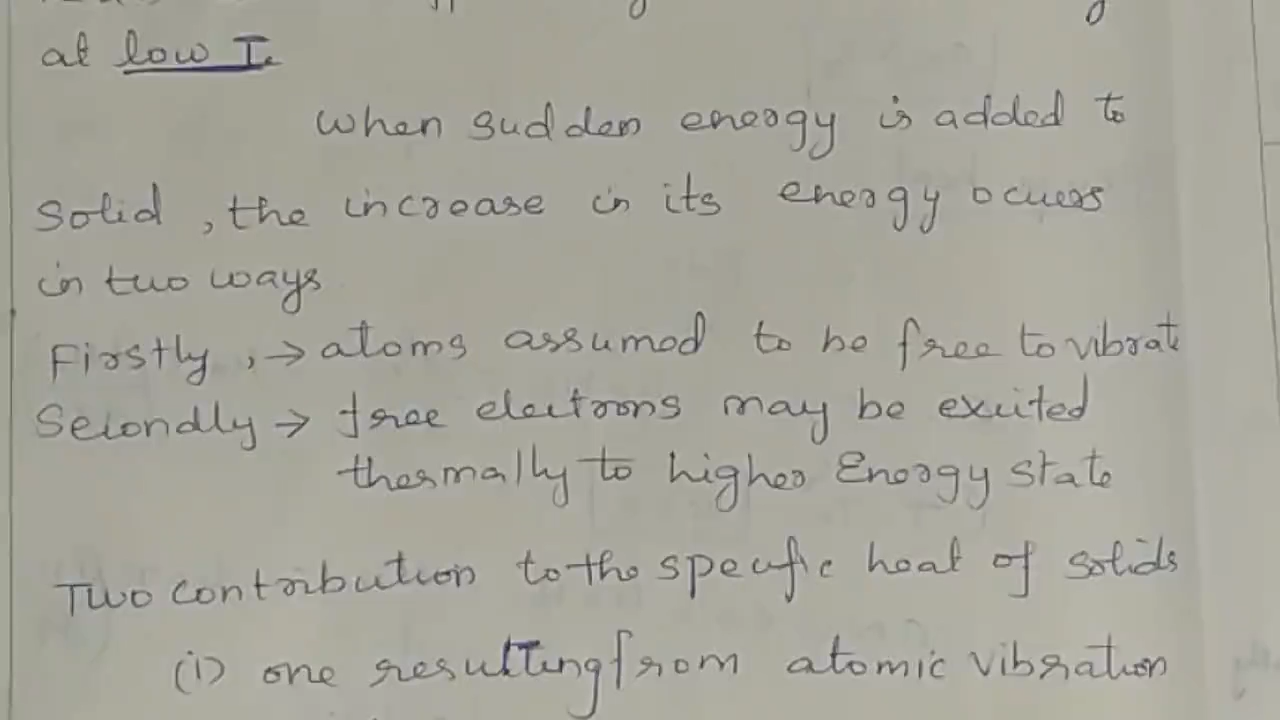 at low T.
When sudden energy is added to
solid, the increase in its energy ocuers
in two ways
Firstly, → atoms assumed to be free to vibrat
Secondly → free electrons may be excited
thermally to higher Energy state
Two contribution to the specific heat of solids
(i) one resulting from atomic vibration